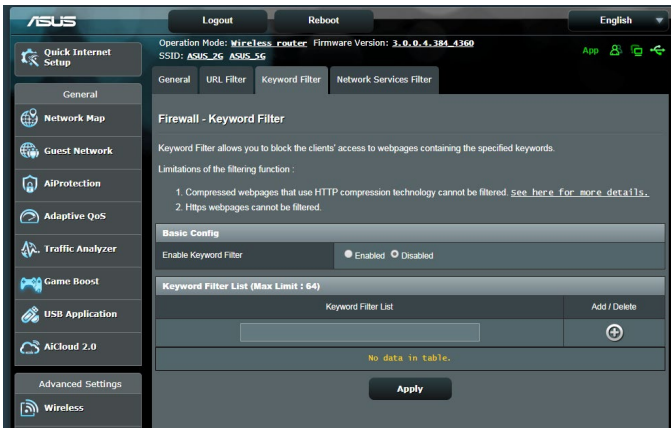 ASUS
Logout
Reboot
English
Quick Internet
Setup
Operation Mode: Wireless router Firmware Version: 3.0.0.4.384_4360
SSID: ASUS_2G ASUS_5G
App
General
URL Filter
Keyword Filter
Network Services Filter
General
Network Map
Guest Network
AiProtection
Adaptive QoS
Traffic Analyzer
Game Boost
USB Application
AiCloud 2.0
Advanced Settings
Wireless
Firewall - Keyword Filter
Keyword Filter allows you to block the clients' access to webpages containing the specified keywords.
Limitations of the filtering function :
1. Compressed webpages that use HTTP compression technology cannot be filtered. See here for more details.
2. Https webpages cannot be filtered.
Basic Config
Enable Keyword Filter
Enabled Disabled
Keyword Filter List (Max Limit : 64)
Keyword Filter List
Add / Delete
No data in table.
Apply